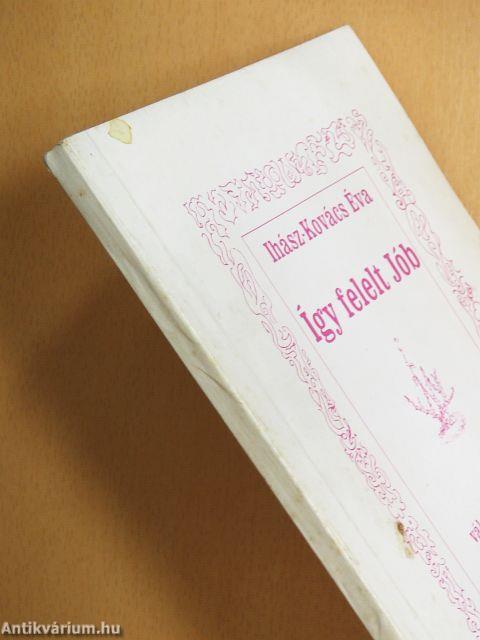 Ihász-Kovács Éva
Így felelt Jób
Antikvárium.hu